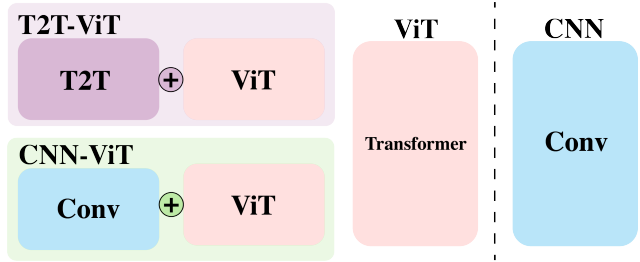 T2T-ViT
T2T + ViT
CNN-ViT
Conv + ViT
ViT
Transformer
CNN
Conv